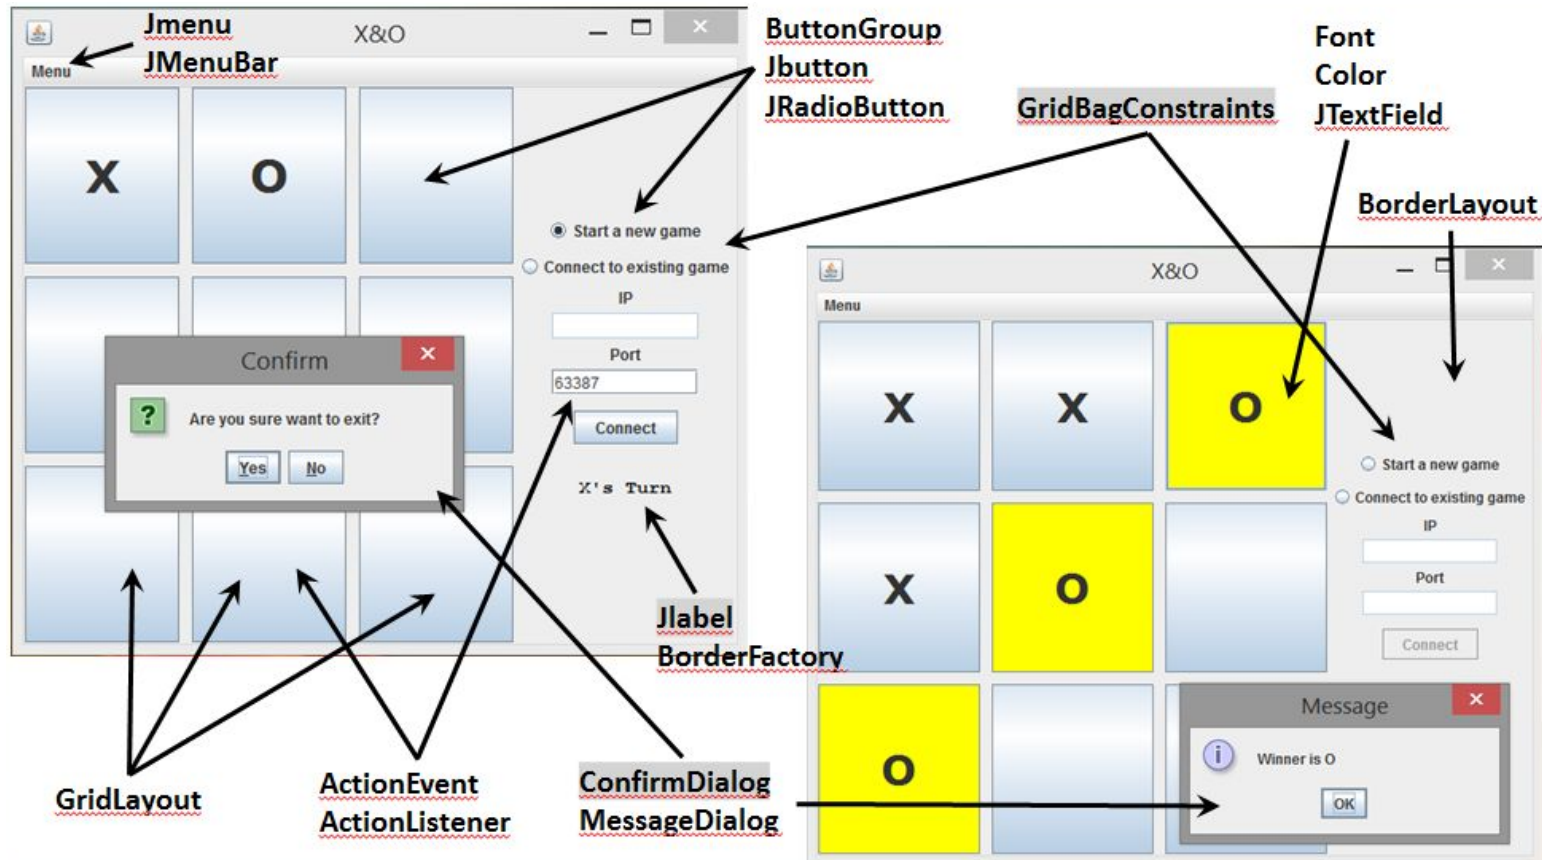 Jmenu
JMenuBar
X&O
Menu
X
O
ButtonGroup
Jbutton
JRadioButton
GridBagConstraints
Font
Color
JTextField
BorderLayout
Start a new game
Connect to existing game
IP
Port
63387
Connect
X's Turn
Confirm
?
Are you sure want to exit?
Yes
No
Jlabel
BorderFactory
GridLayout
ActionEvent
ActionListener
ConfirmDialog
MessageDialog
X&O
Menu
X
X
O
X
O
O
Start a new game
Connect to existing game
IP
Port
Connect
Message
i
Winner is O
OK